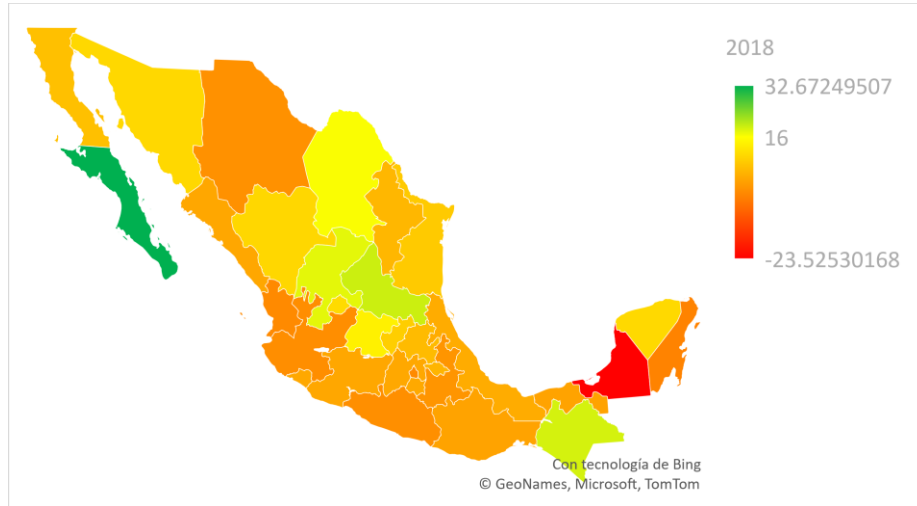 2018
32.67249507
16
-23.52530168
Con tecnología de Bing
© GeoNames, Microsoft, TomTom